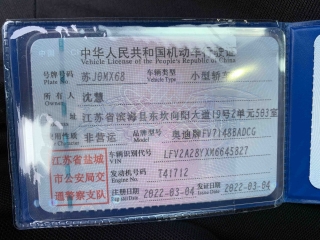 中华人民共和国机动车行驶证
Vehicle License of the People's Republic of China
号牌号码 苏J0MX68 车辆类型 小型轿车
Plate No. Vehicle Type
所有人 沈慧
Owner
住址 江苏省滨海县东坎向阳大道19号2单元503室
使用性质 非营运 品牌型号 奥迪牌FV7148BADCG
江苏省盐城
市公安局交
通警察支队
车辆识别代号 LFV2A28YXM6645827
VIN
发动机号码 T41712
Engine No.
注册日期 2022-03-04 发证日期 2022-03-04